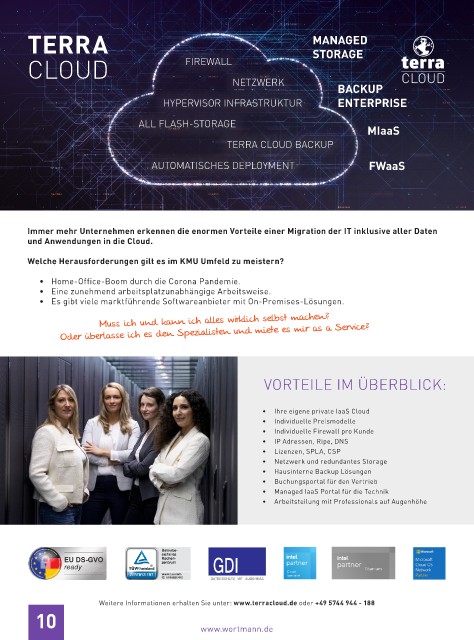 TERRA
CLOUD
FIREWALL
NETZWERK
HYPERVISOR INFRASTRUKTUR
ALL FLASH-STORAGE
TERRA CLOUD BACKUP
AUTOMATISCHES DEPLOYMENT
MANAGED
STORAGE
BACKUP
ENTERPRISE
MIaaS
FWaaS
terra
CLOUD
Immer mehr Unternehmen erkennen die enormen Vorteile einer Migration der IT inklusive aller Daten
und Anwendungen in die Cloud.
Welche Herausforderungen gilt es im KMU Umfeld zu meistern?
• Home-Office-Boom durch die Corona Pandemie.
• Eine zunehmend arbeitsplatzunabhängige Arbeitsweise.
• Es gibt viele marktführende Softwareanbieter mit On-Premises-Lösungen.
Muss ich und kann ich alles wirklich selbst machen?
Oder überlasse ich es den Spezialisten und miete es mir as a Service?
VORTEILE IM ÜBERBLICK:
• Ihre eigene private IaaS Cloud
• Individuelle Preismodelle
• Individuelle Firewall pro Kunde
• IP Adressen, Ripe, DNS
• Lizenzen, SPLA, CSP
• Netzwerk und redundantes Storage
• Hausinterne Backup Lösungen
• Buchungsportal für den Vertrieb
• Managed IaaS Portal für die Technik
• Arbeitsteilung mit Professionals auf Augenhöhe
EU DS-GVO
ready
GDI
intel
partner
intel
partner
Titanium
Microsoft
Weitere Informationen erhalten Sie unter: www.terracloud.de oder +49 5744 944 - 188
10
www.wortmann.de